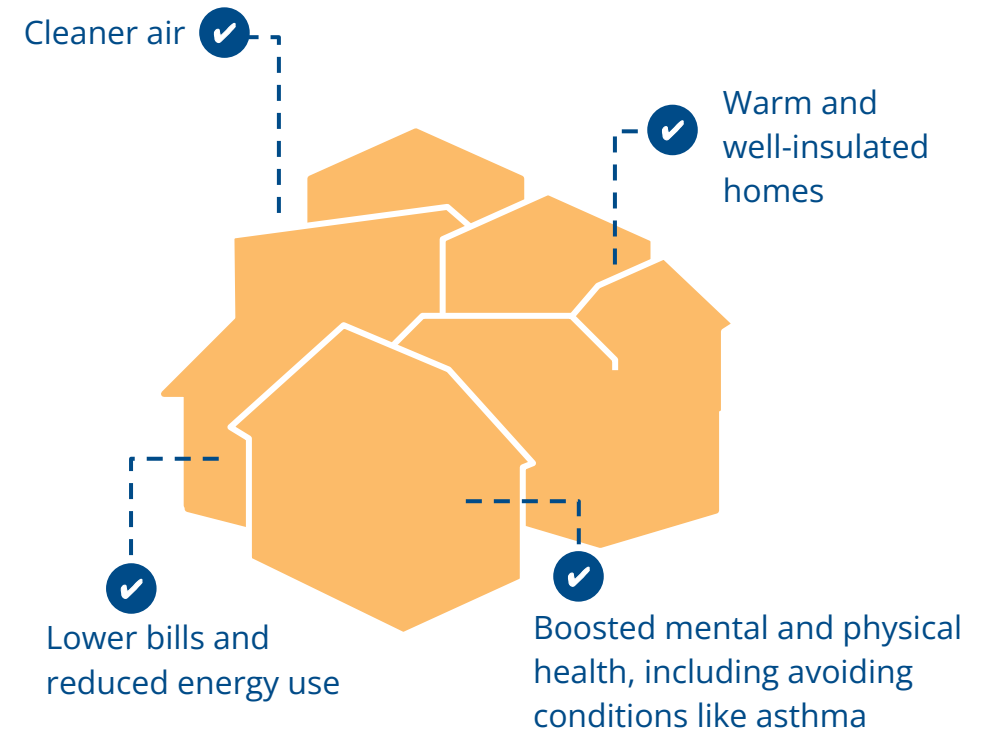 Cleaner air
Warm and
well-insulated
homes
Lower bills and
reduced energy use
Boosted mental and physical
health, including avoiding
conditions like asthma